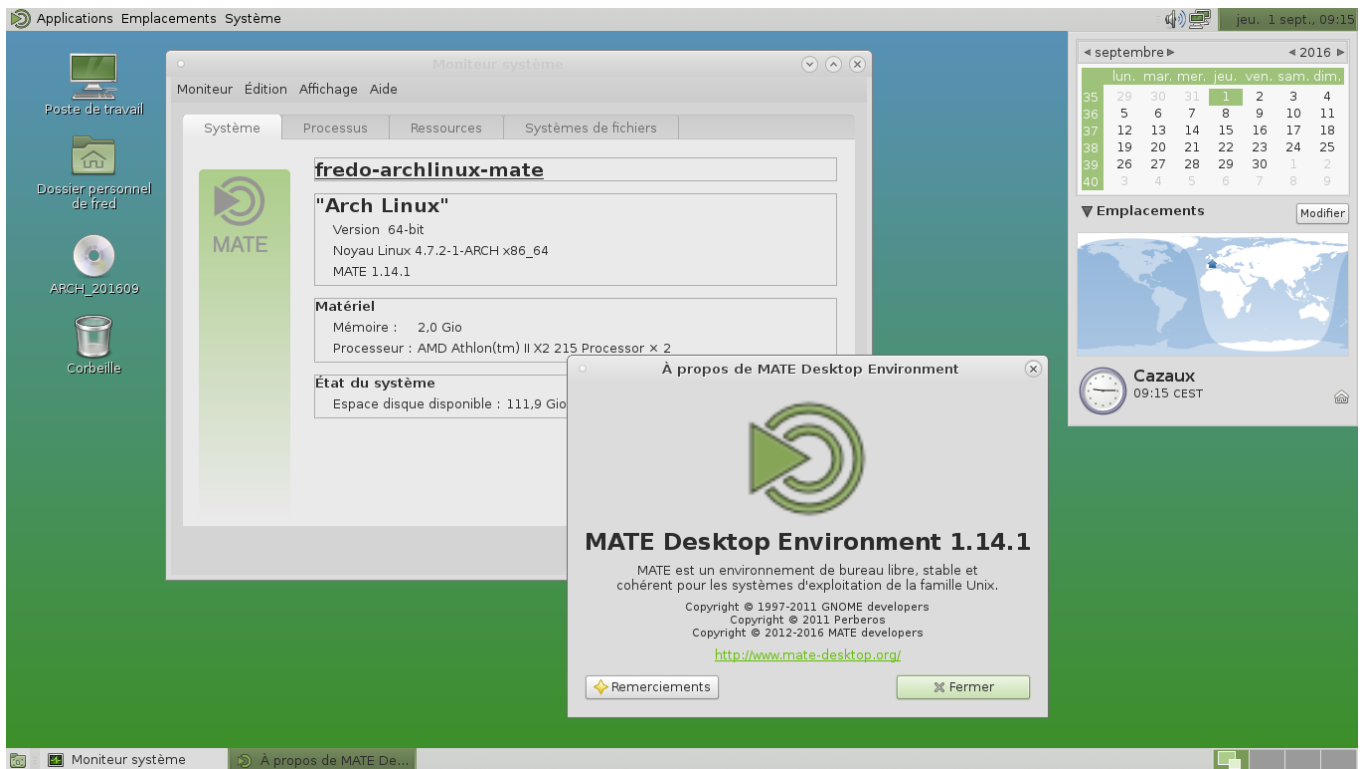 Applications Emplacements Système
jeu. 1 sept., 09:15
Poste de travail
Dossier personnel
de fred
ARCH_201609
Corbeille
Moniteur système
Moniteur Édition Affichage Aide
Système Processus Ressources Systèmes de fichiers
MATE
fredo-archlinux-mate
"Arch Linux"
Version 64-bit
Noyau Linux 4.7.2-1-ARCH x86_64
MATE 1.14.1
Matériel
Mémoire : 2,0 Gio
Processeur : AMD Athlon(tm) II X2 215 Processor × 2
État du système
Espace disque disponible : 111,9 Gio
À propos de MATE Desktop Environment
MATE Desktop Environment 1.14.1
MATE est un environnement de bureau libre, stable et
cohérent pour les systèmes d'exploitation de la famille Unix.
Copyright © 1997-2011 GNOME developers
Copyright © 2011 Perberos
Copyright © 2012-2016 MATE developers
http://www.mate-desktop.org/
Remerciements Fermer
septembre 2016
lun. mar. mer. jeu. ven. sam. dim.
35 29 30 31 1 2 3 4
36 5 6 7 8 9 10 11
37 12 13 14 15 16 17 18
38 19 20 21 22 23 24 25
39 26 27 28 29 30 1 2
40 3 4 5 6 7 8 9
Emplacements Modifier
Cazaux
09:15 CEST
Moniteur système À propos de MATE De...